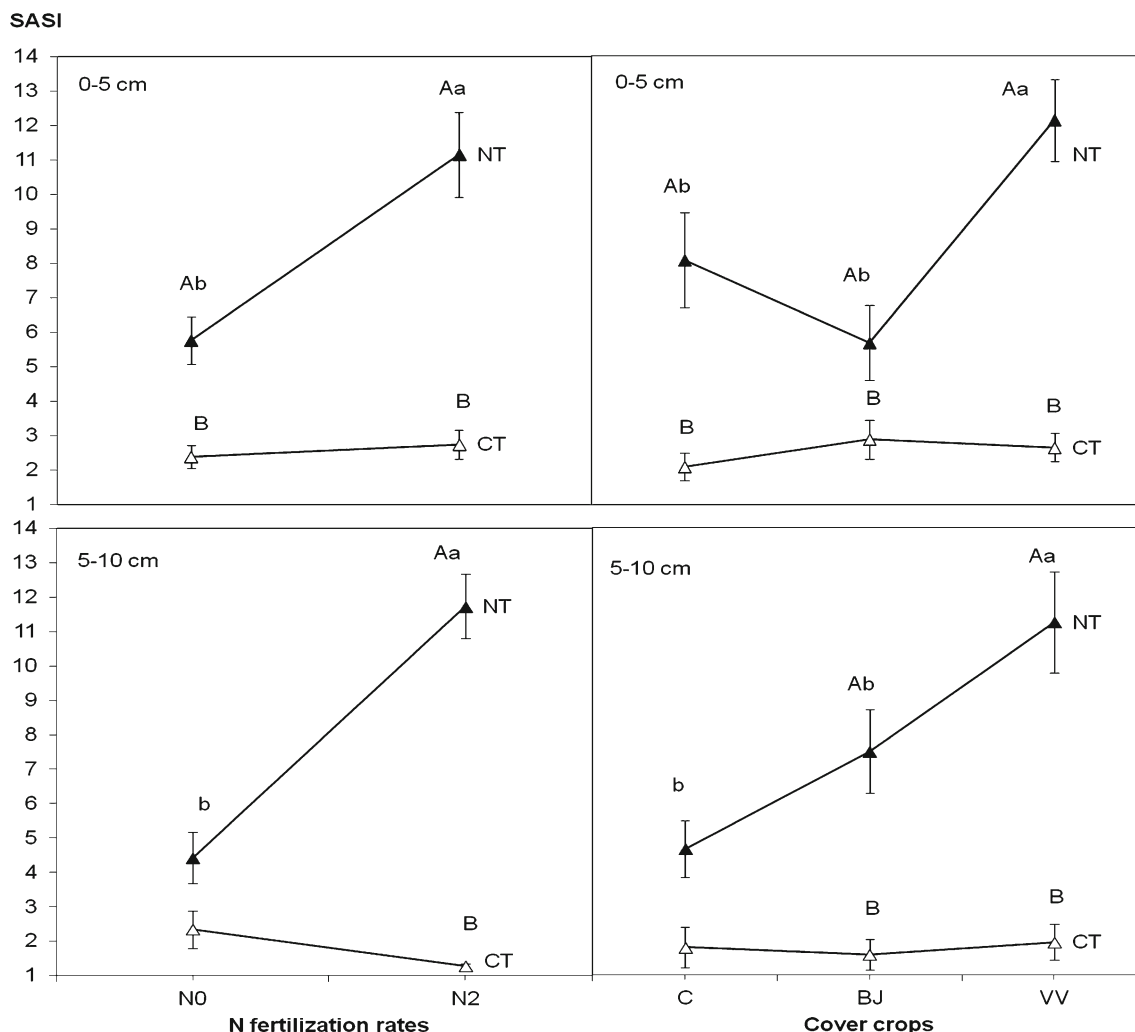 SASI
14
13
12
11
10
9
8
7
6
5
4
3
2
1
0-5 cm
Aa
NT
Ab
B
B
CT
0-5 cm
Aa
NT
Ab
Ab
B
B
B
CT
14
13
12
11
10
9
8
7
6
5
4
3
2
1
5-10 cm
Aa
NT
b
B
CT
5-10 cm
Aa
NT
Ab
b
B
B
CT
N0 N2
N fertilization rates
C BJ VV
Cover crops